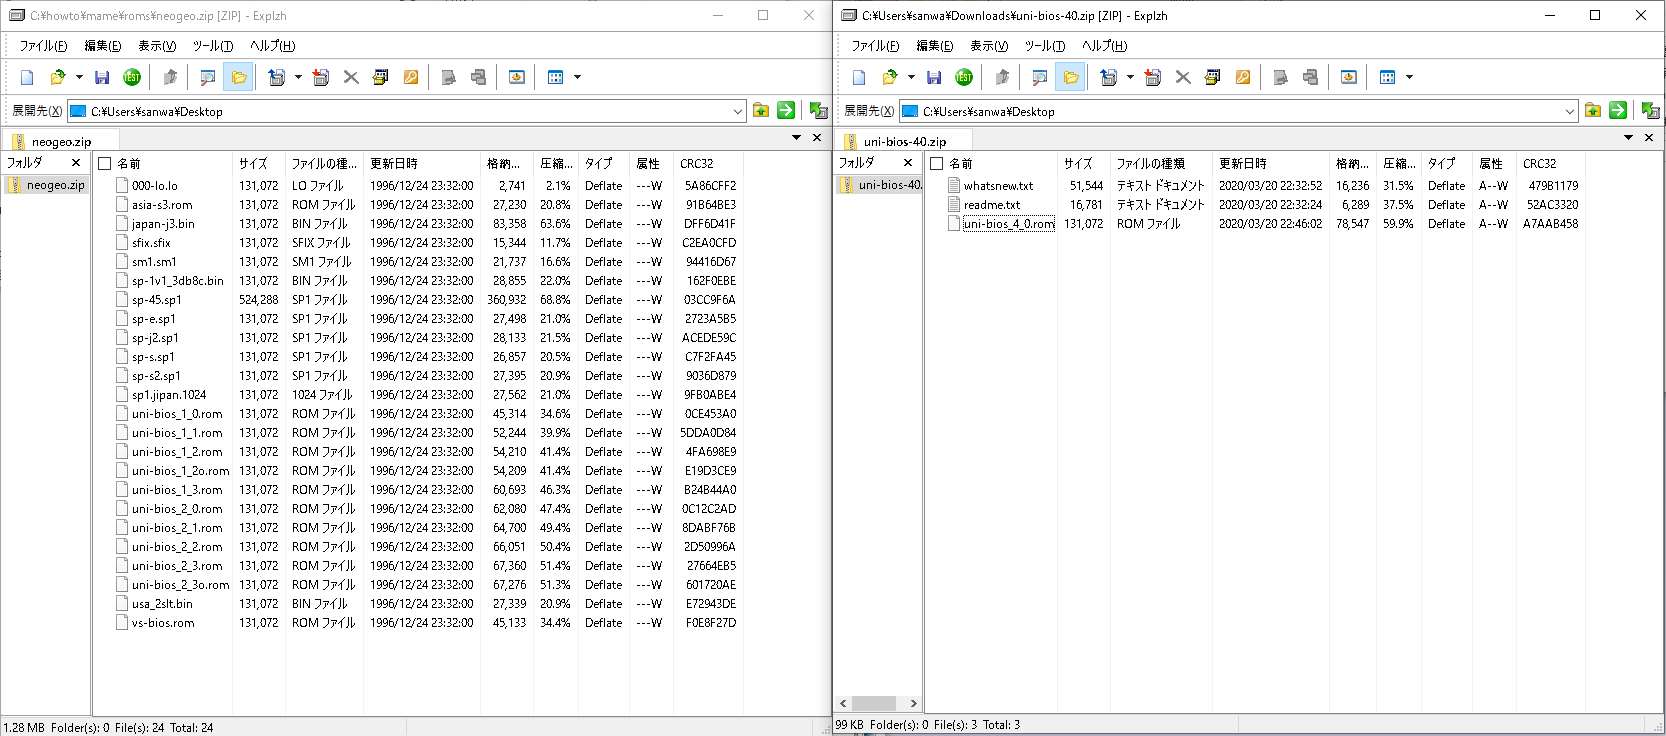 C:¥howto¥mame¥roms¥neogeo.zip [ZIP] - Explzh
ファイル(F) 編集(E) 表示(V) ツール(T) ヘルプ(H)
TEST
展開先(X) C:¥Users¥sanwa¥Desktop
neogeo.zip
フォルダ
neogeo.zip
名前 サイズ ファイルの種... 更新日時 格納... 圧縮... タイプ 属性 CRC32
000-lo.lo 131,072 LO ファイル 1996/12/24 23:32:00 2,741 2.1% Deflate ---W 5A86CFF2
asia-s3.rom 131,072 ROM ファイル 1996/12/24 23:32:00 27,230 20.8% Deflate ---W 91B64BE3
japan-j3.bin 131,072 BIN ファイル 1996/12/24 23:32:00 83,358 63.6% Deflate ---W DFF6D41F
sfix.sfix 131,072 SFIX ファイル 1996/12/24 23:32:00 15,344 11.7% Deflate ---W C2EA0CFD
sm1.sm1 131,072 SM1 ファイル 1996/12/24 23:32:00 21,737 16.6% Deflate ---W 94416D67
sp-1v1_3db8c.bin 131,072 BIN ファイル 1996/12/24 23:32:00 28,855 22.0% Deflate ---W 162F0EBE
sp-45.sp1 524,288 SP1 ファイル 1996/12/24 23:32:00 360,932 68.8% Deflate ---W 03CC9F6A
sp-e.sp1 131,072 SP1 ファイル 1996/12/24 23:32:00 27,498 21.0% Deflate ---W 2723A5B5
sp-j2.sp1 131,072 SP1 ファイル 1996/12/24 23:32:00 28,133 21.5% Deflate ---W ACEDE59C
sp-s.sp1 131,072 SP1 ファイル 1996/12/24 23:32:00 26,857 20.5% Deflate ---W C7F2FA45
sp-s2.sp1 131,072 SP1 ファイル 1996/12/24 23:32:00 27,395 20.9% Deflate ---W 9036D879
sp1.jipan.1024 131,072 1024 ファイル 1996/12/24 23:32:00 27,562 21.0% Deflate ---W 9FB0ABE4
uni-bios_1_0.rom 131,072 ROM ファイル 1996/12/24 23:32:00 45,314 34.6% Deflate ---W 0CE453A0
uni-bios_1_1.rom 131,072 ROM ファイル 1996/12/24 23:32:00 52,244 39.9% Deflate ---W 5DDA0D84
uni-bios_1_2.rom 131,072 ROM ファイル 1996/12/24 23:32:00 54,210 41.4% Deflate ---W 4FA698E9
uni-bios_1_2o.rom 131,072 ROM ファイル 1996/12/24 23:32:00 54,209 41.4% Deflate ---W E19D3CE9
uni-bios_1_3.rom 131,072 ROM ファイル 1996/12/24 23:32:00 60,693 46.3% Deflate ---W B24B44A0
uni-bios_2_0.rom 131,072 ROM ファイル 1996/12/24 23:32:00 62,080 47.4% Deflate ---W 0C12C2AD
uni-bios_2_1.rom 131,072 ROM ファイル 1996/12/24 23:32:00 64,700 49.4% Deflate ---W 8DABF76B
uni-bios_2_2.rom 131,072 ROM ファイル 1996/12/24 23:32:00 66,051 50.4% Deflate ---W 2D50996A
uni-bios_2_3.rom 131,072 ROM ファイル 1996/12/24 23:32:00 67,360 51.4% Deflate ---W 27664EB5
uni-bios_2_3o.rom 131,072 ROM ファイル 1996/12/24 23:32:00 67,276 51.3% Deflate ---W 601720AE
usa_2slt.bin 131,072 BIN ファイル 1996/12/24 23:32:00 27,339 20.9% Deflate ---W E72943DE
vs-bios.rom 131,072 ROM ファイル 1996/12/24 23:32:00 45,133 34.4% Deflate ---W F0E8F27D
1.28 MB Folder(s): 0 File(s): 24 Total: 24
C:¥Users¥sanwa¥Downloads¥uni-bios-40.zip [ZIP] - Explzh
ファイル(F) 編集(E) 表示(V) ツール(T) ヘルプ(H)
TEST
展開先(X) C:¥Users¥sanwa¥Desktop
uni-bios-40.zip
フォルダ
uni-bios-40.
名前 サイズ ファイルの種類 更新日時 格納... 圧縮... タイプ 属性 CRC32
whatsnew.txt 51,544 テキスト ドキュメント 2020/03/20 22:32:52 16,236 31.5% Deflate A--W 479B1179
readme.txt 16,781 テキスト ドキュメント 2020/03/20 22:32:24 6,289 37.5% Deflate A--W 52AC3320
uni-bios_4_0.rom 131,072 ROM ファイル 2020/03/20 22:46:02 78,547 59.9% Deflate A--W A7AAB458
99 KB Folder(s): 0 File(s): 3 Total: 3